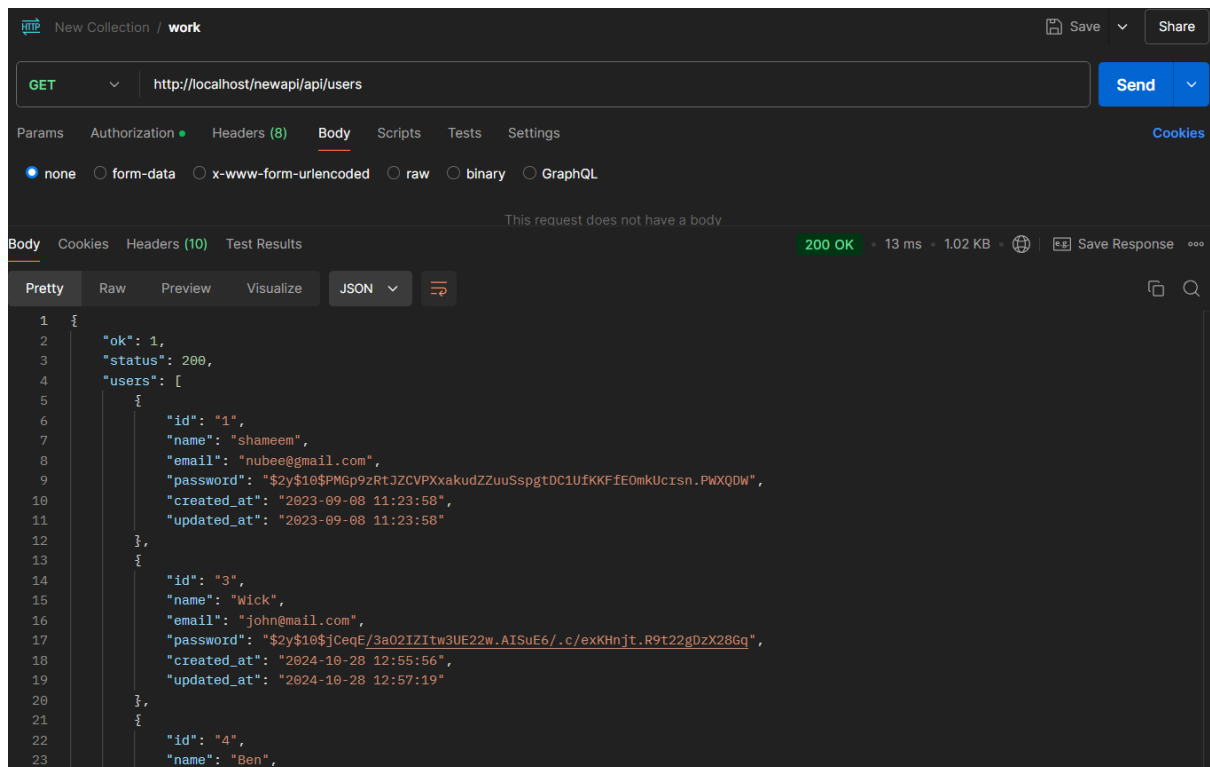 HTTP New Collection / work Save Share
GET http://localhost/newapi/api/users Send
Params Authorization Headers (8) Body Scripts Tests Settings Cookies
none form-data x-www-form-urlencoded raw binary GraphQL
This request does not have a body
Body Cookies Headers (10) Test Results 200 OK • 13 ms • 1.02 KB • e.g. Save Response
Pretty Raw Preview Visualize JSON
1 {
2 "ok": 1,
3 "status": 200,
4 "users": [
5 {
6 "id": "1",
7 "name": "shameem",
8 "email": "nubee@gmail.com",
9 "password": "$2y$10$PMGp9zRtJZCVPXxakudZZuuSspgtDC1UfKKFfEOmkUcrsn.PWXQDW",
10 "created_at": "2023-09-08 11:23:58",
11 "updated_at": "2023-09-08 11:23:58"
12 },
13 {
14 "id": "3",
15 "name": "Wick",
16 "email": "john@mail.com",
17 "password": "$2y$10$jCeqE/3aO2IZItw3UE22w.AISuE6/.c/exKHnjt.R9t22gDzX28Gq",
18 "created_at": "2024-10-28 12:55:56",
19 "updated_at": "2024-10-28 12:57:19"
20 },
21 {
22 "id": "4",
23 "name": "Ben",